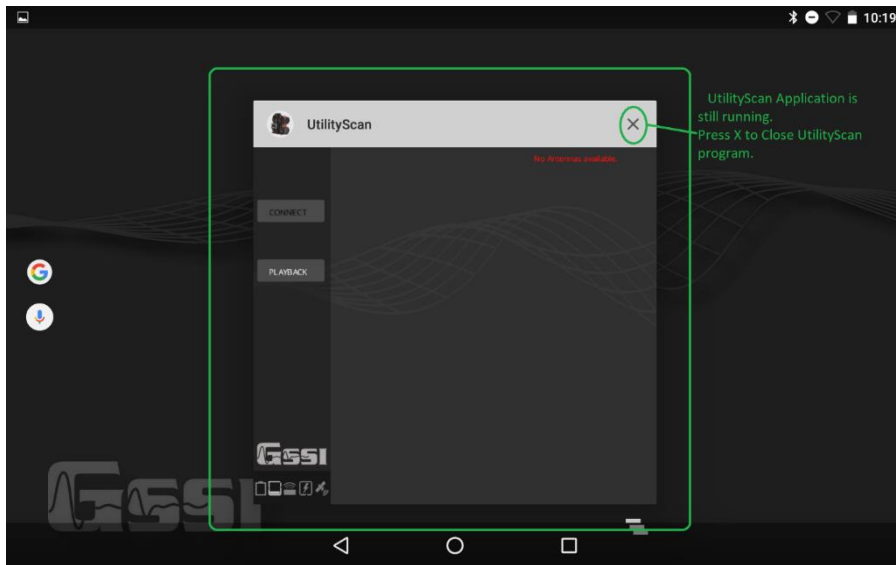 10:19
UtilityScan
UtilityScan Application is
still running.
Press X to Close UtilityScan
program.
No Antennas available.
CONNECT
PLAYBACK
GSSI
GSSI